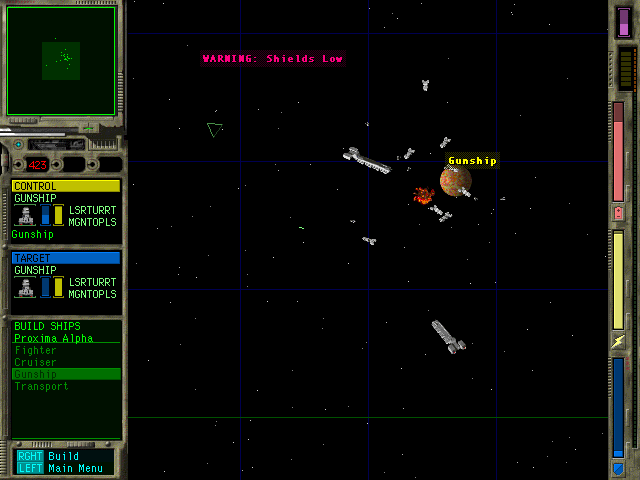 WARNING: Shields Low
Gunship
423
CONTROL
GUNSHIP
LSRTURRT
MGNTOPLS
Gunship
TARGET
GUNSHIP
LSRTURRT
MGNTOPLS
BUILD SHIPS
Proxima Alpha
Fighter
Cruiser
Gunship
Transport
RGHT Build
LEFT Main Menu